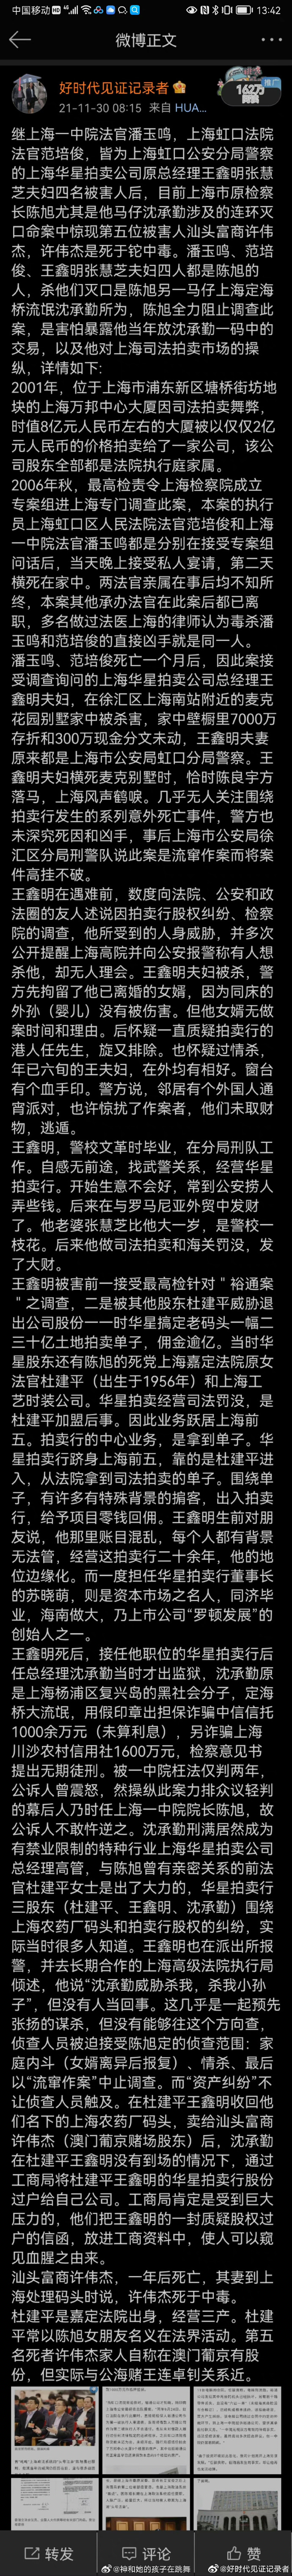 中国移动
13:42
微博正文
好时代见证记录者
21-11-30 08:15 来自 HUA...
推广
继上海一中院法官潘玉鸣，上海虹口法院
法官范培俊，皆为上海虹口公安分局警察
的上海华星拍卖公司原总经理王鑫明张慧
芝夫妇四名被害人后，目前上海市原检察
长陈旭尤其是他马仔沈承勤涉及的连环灭
口命案中惊现第五位被害人汕头富商许伟
杰，许伟杰是死于铊中毒。潘玉鸣、范培
俊、王鑫明张慧芝夫妇四人都是陈旭的
人，杀他们灭口是陈旭另一马仔上海定海
桥流氓沈承勤所为，陈旭全力阻止调查此
案，是害怕暴露他当年放沈承勤一码中的
交易，以及他对上海司法拍卖市场的操
纵，详情如下:
2001年，位于上海市浦东新区塘桥街坊地
块的上海万邦中心大厦因司法拍卖舞弊，
时值8亿元人民币左右的大厦被以仅仅2亿
元人民币的价格拍卖给了一家公司，该公
司股东全部都是法院执行庭家属。
2006年秋，最高检责令上海检察院成立
专案组进上海专门调查此案，本案的执行
员上海虹口区人民法院法官范培俊和上海
一中院法官潘玉鸣都是分别在接受专案组
问话后，当天晚上接受私人宴请，第二天
横死在家中。两法官亲属在事后均不知所
终，本案其他承办法官在此案后都已离
职，多名做过法医上海的律师认为毒杀潘
玉鸣和范培俊的直接凶手就是同一人。
潘玉鸣、范培俊死亡一个月后，因此案接
受调查询问的上海华星拍卖公司总经理王
鑫明夫妇，在徐汇区上海南站附近的麦克
花园别墅家中被杀害，家中壁橱里7000万
存折和300万现金分文未动，王鑫明夫妻
原来都是上海市公安局虹口分局警察。王
鑫明夫妇横死麦克别墅时，恰时陈良宇方
落马，上海风声鹤唳。几乎无人关注围绕
拍卖行发生的系列意外死亡事件，警方也
未深究死因和凶手，事后上海市公安局徐
汇区分局刑警队说此案是流窜作案而将案
件高挂不破。
王鑫明在遇难前，数度向法院、公安和政
法圈的友人述说因拍卖行股权纠纷、检察
院的调查，他所受到的人身威胁，并多次
公开提醒上海高院并向公安报警称有人想
杀他，却无人理会。王鑫明夫妇被杀，警
方先拘留了他已离婚的女婿，因为同床的
外孙（婴儿）没有被伤害。但他女婿无做
案时间和理由。后怀疑一直质疑拍卖行的
港人任先生，旋又排除。也怀疑过情杀，
年已六旬的王夫妇，在外均有相好。窗台
有个血手印。警方说，邻居有个外国人通
宵派对，也许惊扰了作案者，他们未取财
物，逃遁。
王鑫明，警校文革时毕业，在分局刑队工
作。自感无前途，找武警关系，经营华星
拍卖行。开始生意不会好，常到公安捞人
弄些钱。后来在与罗马尼亚外贸中发财
了。他老婆张慧芝比他大一岁，是警校一
枝花。后来他做司法拍卖和海关罚没，发
了大财。
王鑫明被害前一接受最高检针对＂裕通案
＂之调查，二是被其他股东杜建平威胁退
出公司股份一一时华星搞定老码头一幅二
三十亿土地拍卖单子，佣金逾亿。当时华
星股东还有陈旭的死党上海嘉定法院原女
法官杜建平（出生于1956年）和上海工
艺时装公司。华星拍卖经营司法罚没，是
杜建平加盟后事。因此业务跃居上海前
五。拍卖行的中心业务，是拿到单子。华
星拍卖行跻身上海前五，靠的是杜建平进
入，从法院拿到司法拍卖的单子。围绕单
子，有许多有特殊背景的掮客，出入拍卖
行，给予项目零钱回佣。王鑫明生前对朋
友说，他那里账目混乱，每个人都有背景
无法管，经营这拍卖行二十余年，他的地
位边缘化。而一度担任华星拍卖行董事长
的苏晓萌，则是资本市场之名人，同济毕
业，海南做大，乃上市公司“罗顿发展”的
创始人之一。
王鑫明死后，接任他职位的华星拍卖行后
任总经理沈承勤当时才出监狱，沈承勤原
是上海杨浦区复兴岛的黑社会分子，定海
桥大流氓，用假印章出担保诈骗中信信托
1000余万元（未算利息），另诈骗上海
川沙农村信用社1600万元，检察意见书
提出无期徒刑。被一中院枉法仅判两年，
公诉人曾震怒，然操纵此案力排众议轻判
的幕后人乃时任上海一中院院长陈旭，故
公诉人不敢忤逆之。沈承勤刑满居然成为
有禁业限制的特种行业上海华星拍卖公司
总经理高管，与陈旭曾有亲密关系的前法
官杜建平女士是出了大力的，华星拍卖行
三股东（杜建平、王鑫明、沈承勤）围绕
上海农药厂码头和拍卖行股权的纠纷，实
际当时很多人知道。王鑫明也在派出所报
警，并去长期合作的上海高级法院执行局
倾述，他说“沈承勤威胁杀我，杀我小孙
子”，但没有人当回事。这几乎是一起预先
张扬的谋杀，但没有能够往这个方向查，
侦查人员被迫接受陈旭定的侦查范围：家
庭内斗（女婿离异后报复）、情杀、最后
以“流窜作案”中止调查。而“资产纠纷”不
让侦查人员触及。在杜建平王鑫明收回他
们名下的上海农药厂码头，卖给汕头富商
许伟杰（澳门葡京赌场股东）后，沈承勤
在杜建平王鑫明没有到场的情况下，通过
工商局将杜建平王鑫明的华星拍卖行股份
过户给自己公司。工商局肯定是受到巨大
压力的，他们把王鑫明的一封质疑股权过
户的信函，放进工商资料中，使人可以窥
见血腥之由来。
汕头富商许伟杰，一年后死亡，其妻到上
海处理码头时说，许伟杰死于中毒。
杜建平是嘉定法院出身，经营三产。杜建
平常以陈旭女朋友名义在法界活动。第五
名死者许伟杰家人自称在澳门葡京有股
份，但实际与公海赌王连卓钊关系近。
转发
评论
赞
@神和她的孩子在跳舞
@好时代见证记录者